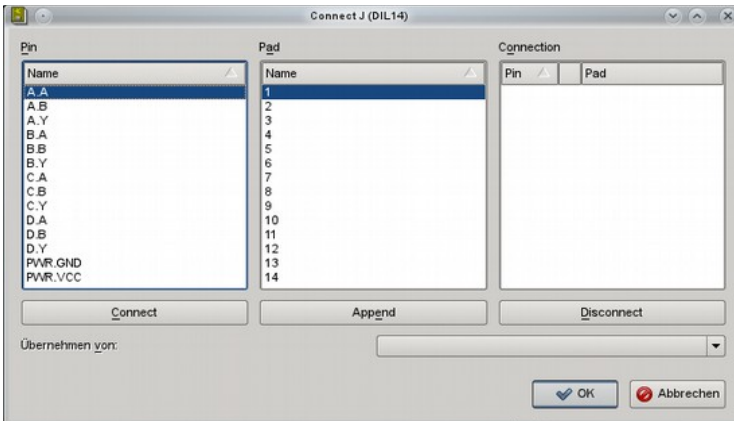 Connect J (DIL14)
Pin
Pad
Connection
Name
Name
Pin
Pad
A.A
A.B
A.Y
B.A
B.B
B.Y
C.A
C.B
C.Y
D.A
D.B
D.Y
PWR.GND
PWR.VCC
1
2
3
4
5
6
7
8
9
10
11
12
13
14
Connect
Append
Disconnect
Übernehmen von:
OK
Abbrechen